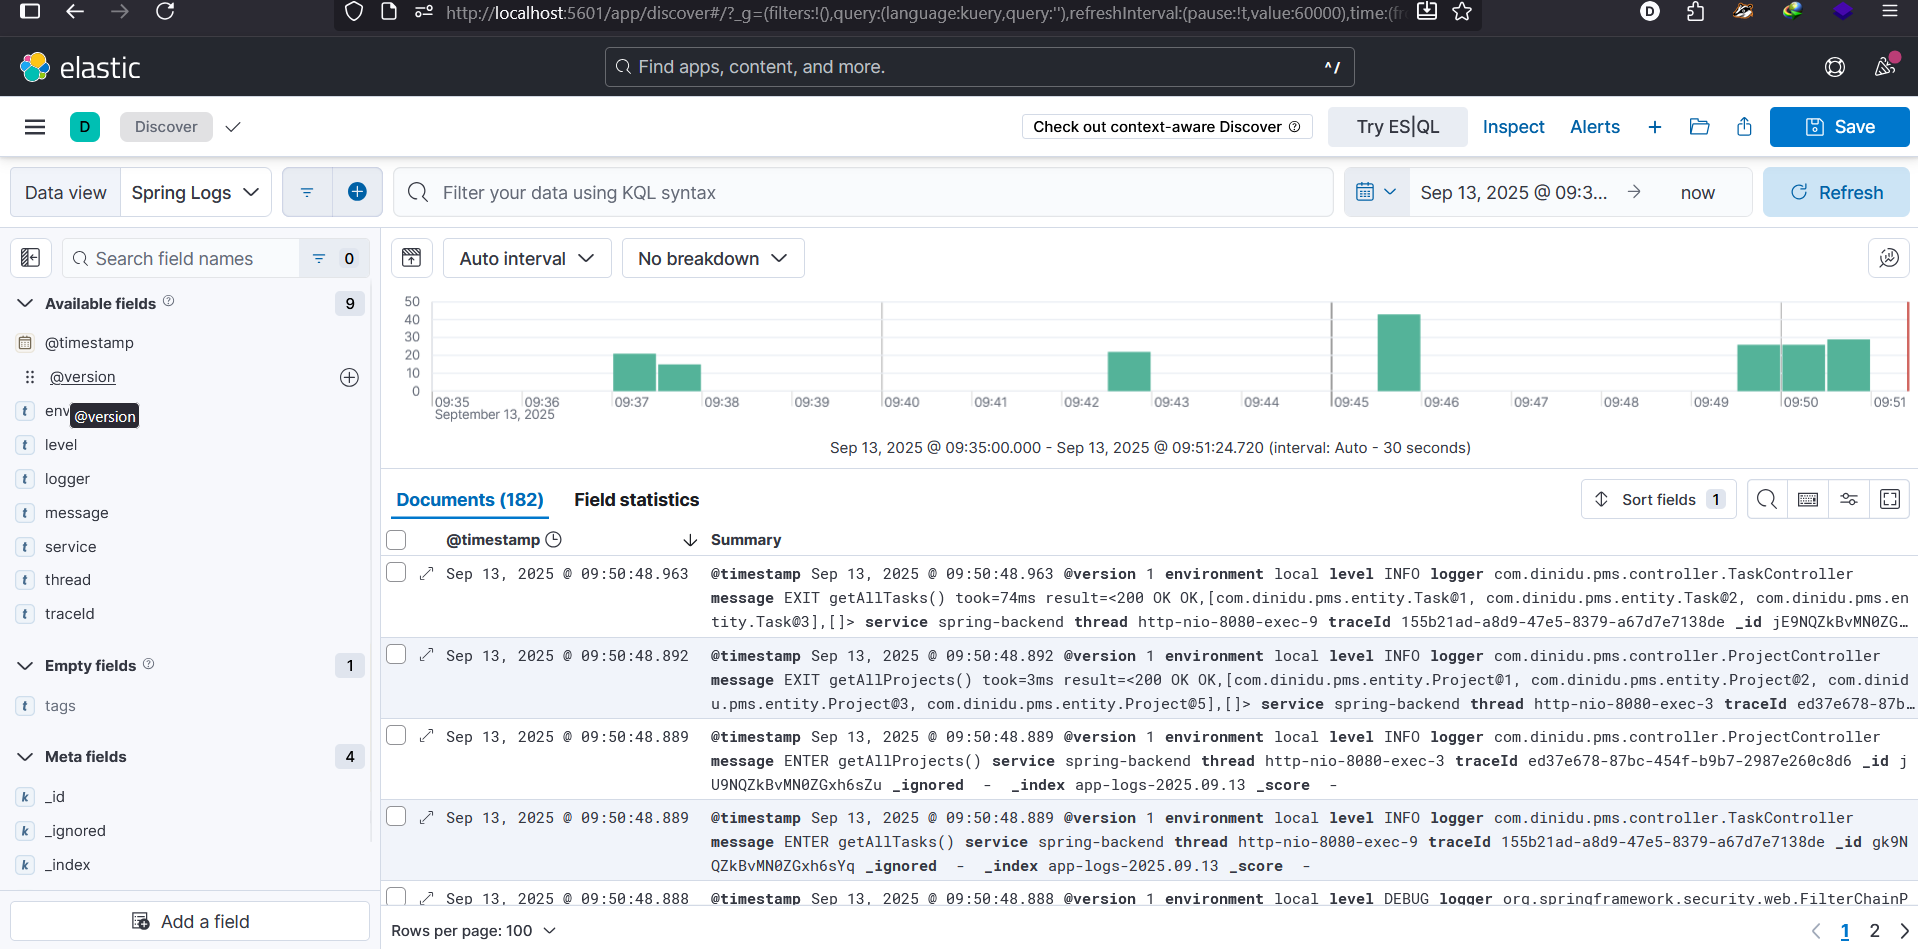 http://localhost:5601/app/discover#/?_g=(filters:!(),query:(language:kuery,query:''),refreshInterval:(pause:!t,value:60000),time:(fr
D
elastic
Find apps, content, and more.
^/
D
Discover
Check out context-aware Discover
Try ES|QL
Inspect
Alerts
Save
Data view
Spring Logs
Filter your data using KQL syntax
Sep 13, 2025 @ 09:3...
now
Refresh
Search field names
0
Auto interval
No breakdown
Available fields
9
@timestamp
@version
env
@version
level
logger
message
service
thread
traceId
Empty fields
1
tags
Meta fields
4
_id
_ignored
_index
Add a field
50
40
30
20
10
0
09:35 09:36 09:37 09:38 09:39 09:40 09:41 09:42 09:43 09:44 09:45 09:46 09:47 09:48 09:49 09:50 09:51
September 13, 2025
Sep 13, 2025 @ 09:35:00.000 - Sep 13, 2025 @ 09:51:24.720 (interval: Auto - 30 seconds)
Documents (182)
Field statistics
Sort fields
1
@timestamp
Summary
Sep 13, 2025 @ 09:50:48.963
@timestamp Sep 13, 2025 @ 09:50:48.963 @version 1 environment local level INFO logger com.dinidu.pms.controller.TaskController
message EXIT getAllTasks() took=74ms result=<200 OK OK,[com.dinidu.pms.entity.Task@1, com.dinidu.pms.entity.Task@2, com.dinidu.pms.en
tity.Task@3],[]> service spring-backend thread http-nio-8080-exec-9 traceId 155b21ad-a8d9-47e5-8379-a67d7e7138de _id jE9NQZkBvMN0ZG...
Sep 13, 2025 @ 09:50:48.892
@timestamp Sep 13, 2025 @ 09:50:48.892 @version 1 environment local level INFO logger com.dinidu.pms.controller.ProjectController
message EXIT getAllProjects() took=3ms result=<200 OK OK,[com.dinidu.pms.entity.Project@1, com.dinidu.pms.entity.Project@2, com.dinid
u.pms.entity.Project@3, com.dinidu.pms.entity.Project@5],[]> service spring-backend thread http-nio-8080-exec-3 traceId ed37e678-87b...
Sep 13, 2025 @ 09:50:48.889
@timestamp Sep 13, 2025 @ 09:50:48.889 @version 1 environment local level INFO logger com.dinidu.pms.controller.ProjectController
message ENTER getAllProjects() service spring-backend thread http-nio-8080-exec-3 traceId ed37e678-87bc-454f-b9b7-2987e260c8d6 _id j
U9NQZkBvMN0ZGxh6sZu _ignored - _index app-logs-2025.09.13 _score -
Sep 13, 2025 @ 09:50:48.889
@timestamp Sep 13, 2025 @ 09:50:48.889 @version 1 environment local level INFO logger com.dinidu.pms.controller.TaskController
message ENTER getAllTasks() service spring-backend thread http-nio-8080-exec-9 traceId 155b21ad-a8d9-47e5-8379-a67d7e7138de _id gk9N
QZkBvMN0ZGxh6sYq _ignored - _index app-logs-2025.09.13 _score -
Sep 13, 2025 @ 09:50:48.888
@timestamp Sep 13, 2025 @ 09:50:48.888 @version 1 environment local level DEBUG logger org.springframework.security.web.FilterChainP
Rows per page: 100
1
2